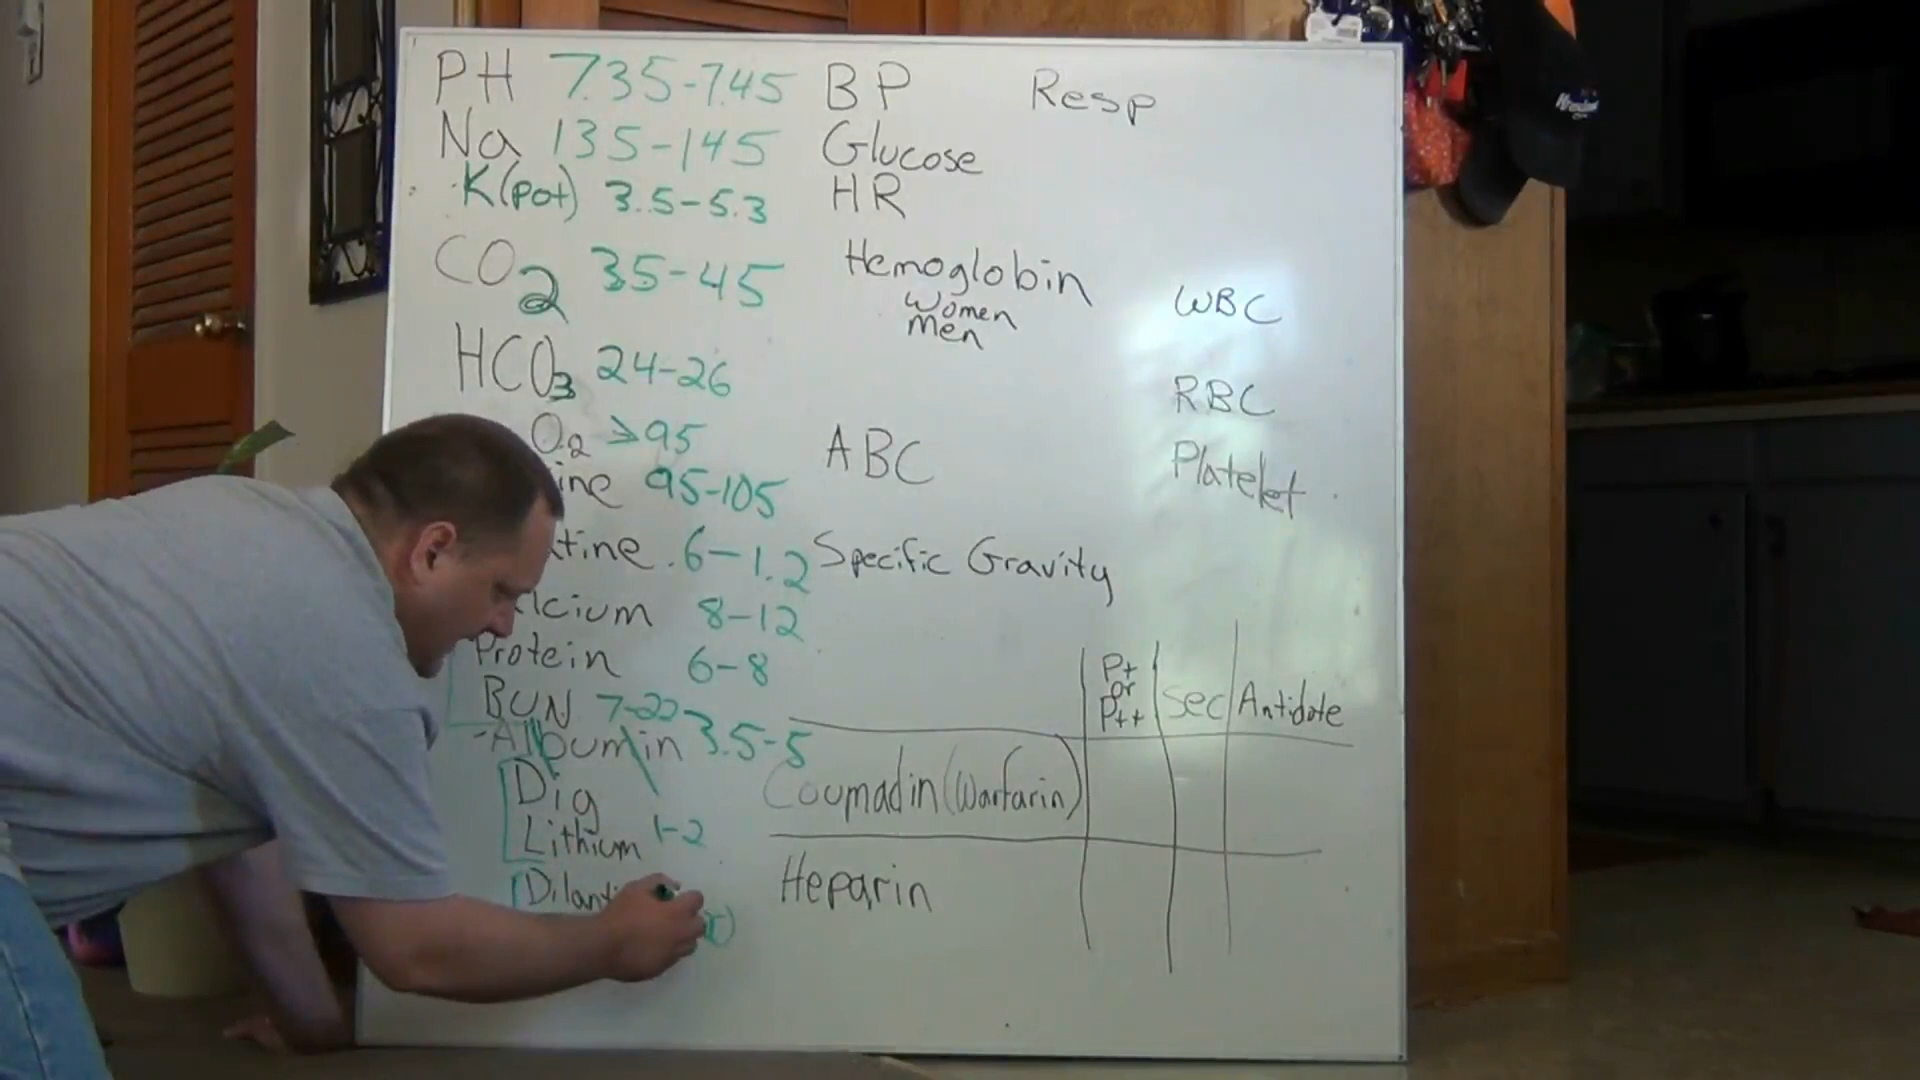 PH 7.35-7.45
Na 135-145
K(pot) 3.5-5.3
CO2 35-45
HCO3 24-26
O2 >95
ine 95-105
tine .6-1.2
lcium 8-12
Protein 6-8
BUN 7-22
-Albumin 3.5-5
Dig
Lithium 1-2
Dilant
BP
Glucose
HR
Hemoglobin
Women
Men
ABC
Specific Gravity
Resp
WBC
RBC
Platelet
P+
or
P++
Sec
Antidote
Coumadin (Warfarin)
Heparin